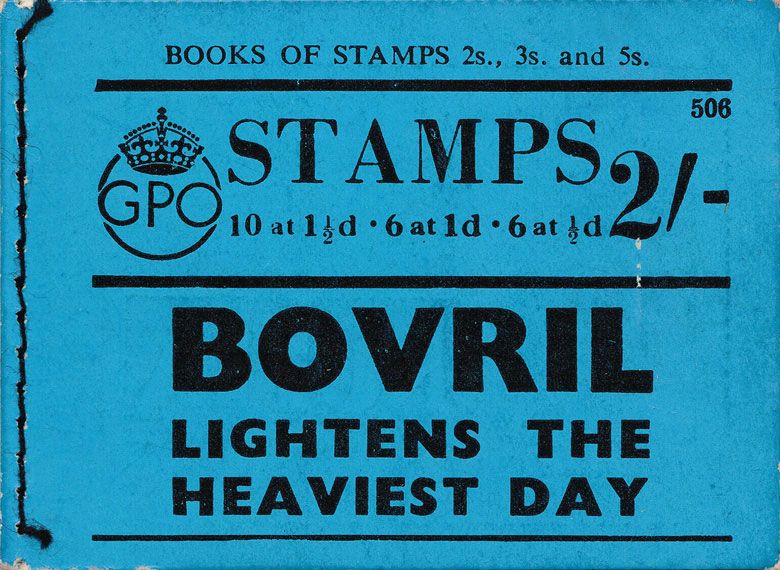 BOOKS OF STAMPS 2s., 3s. and 5s.
506
GPO
STAMPS 2/-
10 at 1½d · 6 at 1d · 6 at ½d
BOVRIL
LIGHTENS THE
HEAVIEST DAY